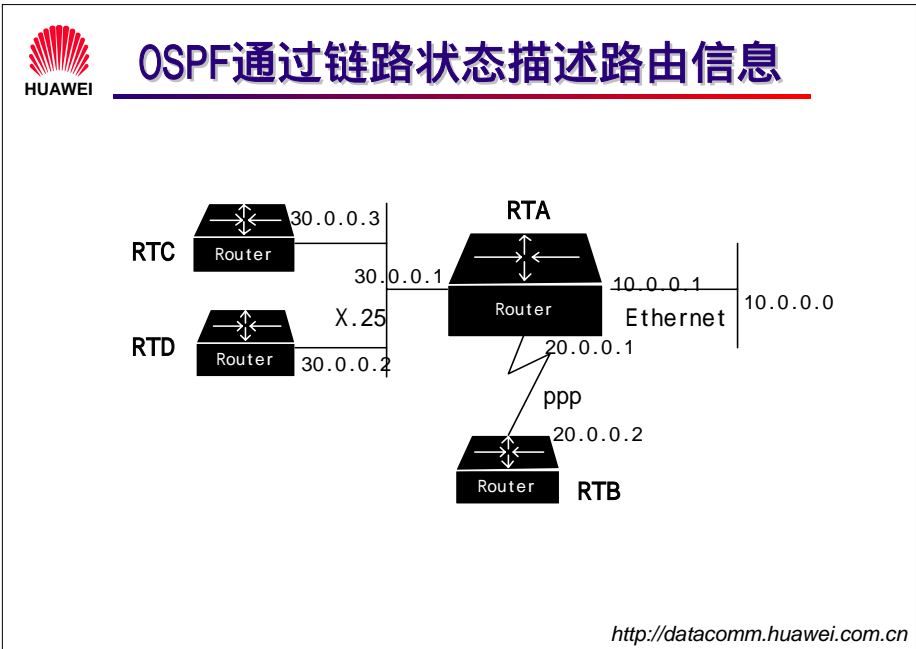 HUAWEI
OSPF通过链路状态描述路由信息
RTA
RTC
Router
30.0.0.3
30.0.0.1
10.0.0.1
10.0.0.0
Router
Ethernet
X.25
RTD
Router
30.0.0.2
20.0.0.1
ppp
20.0.0.2
Router
RTB
http://datacomm.huawei.com.cn